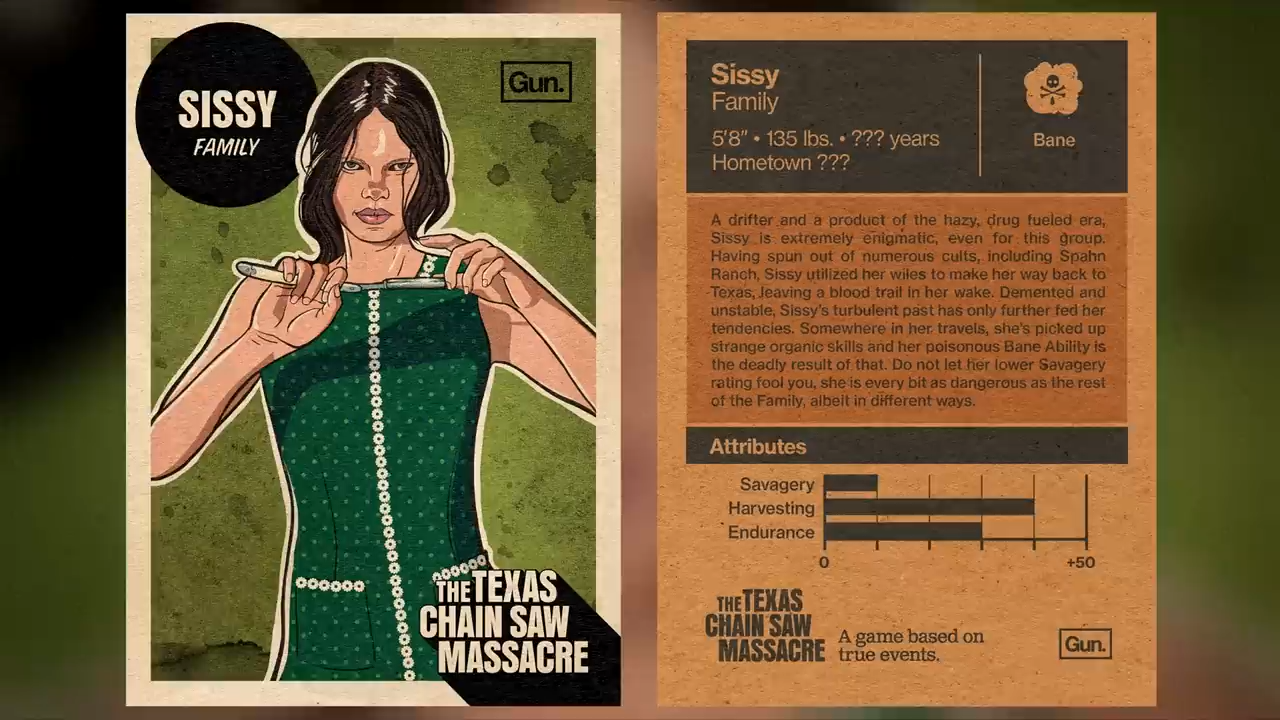 SISSY
FAMILY
Gun.
THE TEXAS
CHAIN SAW
MASSACRE
Sissy
Family
5'8" • 135 lbs. • ??? years
Hometown ???
Bane
A drifter and a product of the hazy, drug fueled era,
Sissy is extremely enigmatic, even for this group.
Having spun out of numerous cults, including Spahn
Ranch, Sissy utilized her wiles to make her way back to
Texas, leaving a blood trail in her wake. Demented and
unstable, Sissy's turbulent past has only further fed her
tendencies. Somewhere in her travels, she's picked up
strange organic skills and her poisonous Bane Ability is
the deadly result of that. Do not let her lower Savagery
rating fool you, she is every bit as dangerous as the rest
of the Family, albeit in different ways.
Attributes
Savagery
Harvesting
Endurance
0 +50
THE TEXAS
CHAIN SAW
MASSACRE
A game based on
true events.
Gun.